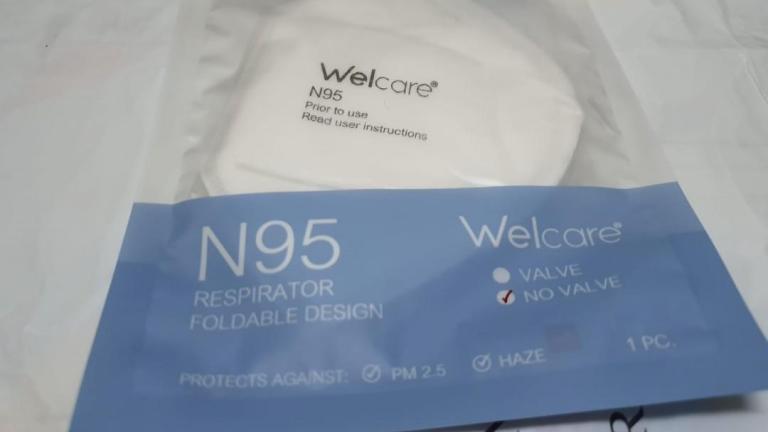 Welcare®
N95
Prior to use
Read user instructions
N95
RESPIRATOR
FOLDABLE DESIGN
Welcare®
VALVE
NO VALVE
PROTECTS AGAINST: PM 2.5 HAZE
1 PC.
R